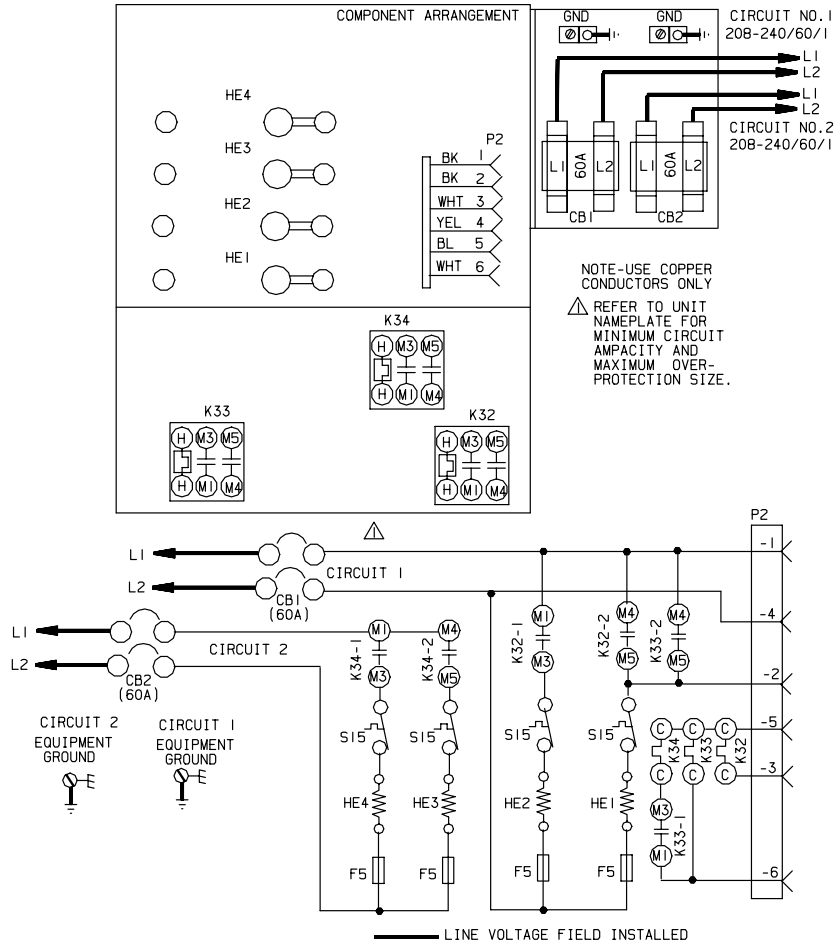 COMPONENT ARRANGEMENT
GND
GND
CIRCUIT NO.1
208-240/60/1
L1
L2
L1
L2
CIRCUIT NO.2
208-240/60/1
HE4
HE3
HE2
HE1
P2
BK 1
BK 2
WHT 3
YEL 4
BL 5
WHT 6
L1 60A L2
L1 60A L2
CB1
CB2
NOTE-USE COPPER
CONDUCTORS ONLY
1 REFER TO UNIT
NAMEPLATE FOR
MINIMUM CIRCUIT
AMPACITY AND
MAXIMUM OVER-
PROTECTION SIZE.
K34
H M3 M5
H M1 M4
K33
H M3 M5
H M1 M4
K32
H M3 M5
H M1 M4
1
P2
L1
-1
CIRCUIT 1
L2
CB1
(60A)
-4
L1
CIRCUIT 2
L2
CB2
(60A)
-2
M1
K34-1
M3
M4
K34-2
M5
M1
K32-1
M3
M4
K32-2
M5
M4
K33-2
M5
CIRCUIT 2
EQUIPMENT
GROUND
CIRCUIT 1
EQUIPMENT
GROUND
S15
S15
S15
S15
C C C
K34 K33 K32
C C C
-5
-3
HE4
HE3
HE2
HE1
M3
K33-1
M1
F5
F5
F5
F5
-6
LINE VOLTAGE FIELD INSTALLED